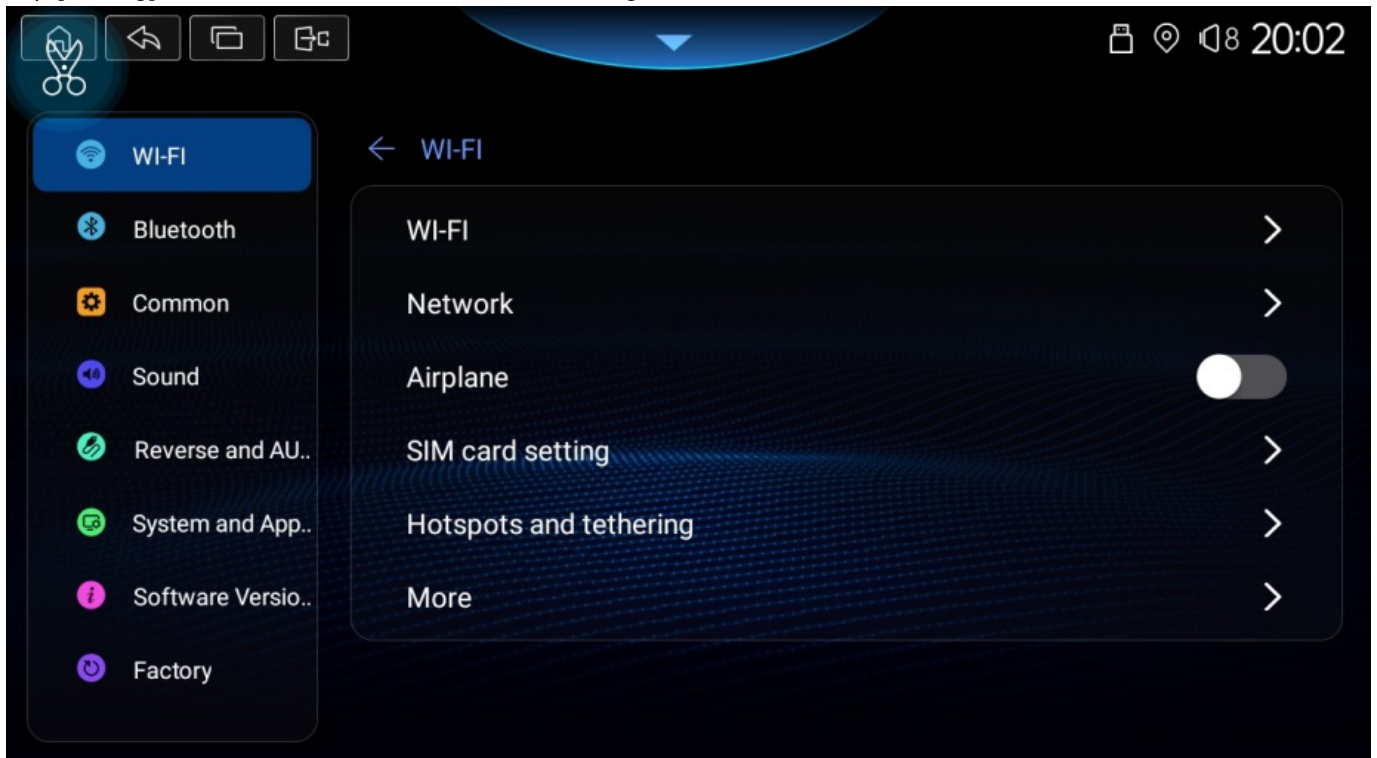 8 20:02
WI-FI
Bluetooth
Common
Sound
Reverse and AU..
System and App..
Software Versio..
Factory
WI-FI
WI-FI
Network
Airplane
SIM card setting
Hotspots and tethering
More